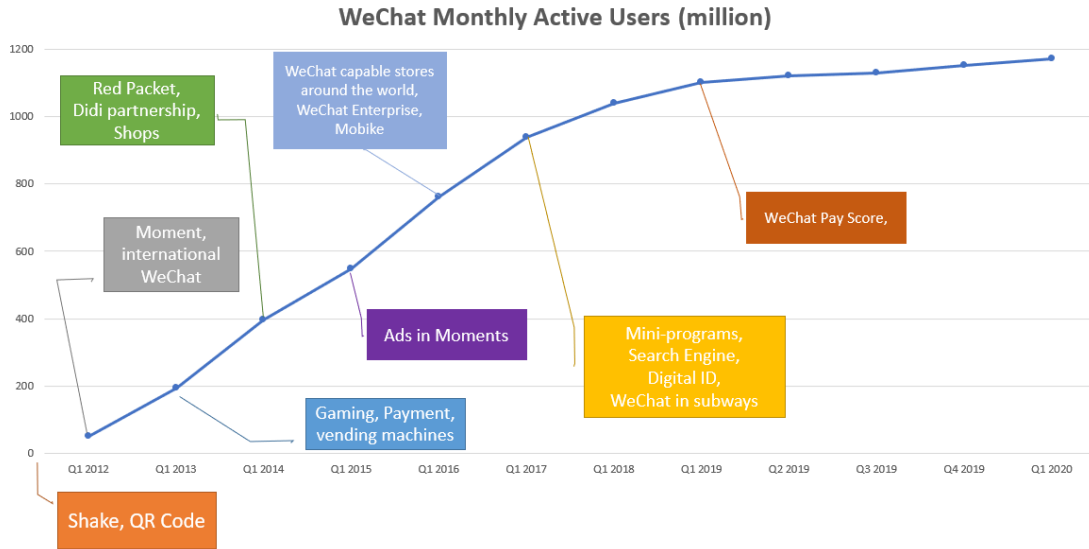 WeChat Monthly Active Users (million)
1200
1000
800
600
400
200
0
Red Packet,
Didi partnership,
Shops
WeChat capable stores
around the world,
WeChat Enterprise,
Mobike
Moment,
international
WeChat
WeChat Pay Score,
Ads in Moments
Mini-programs,
Search Engine,
Digital ID,
WeChat in subways
Gaming, Payment,
vending machines
Q1 2012
Q1 2013
Q1 2014
Q1 2015
Q1 2016
Q1 2017
Q1 2018
Q1 2019
Q2 2019
Q3 2019
Q4 2019
Q1 2020
Shake, QR Code